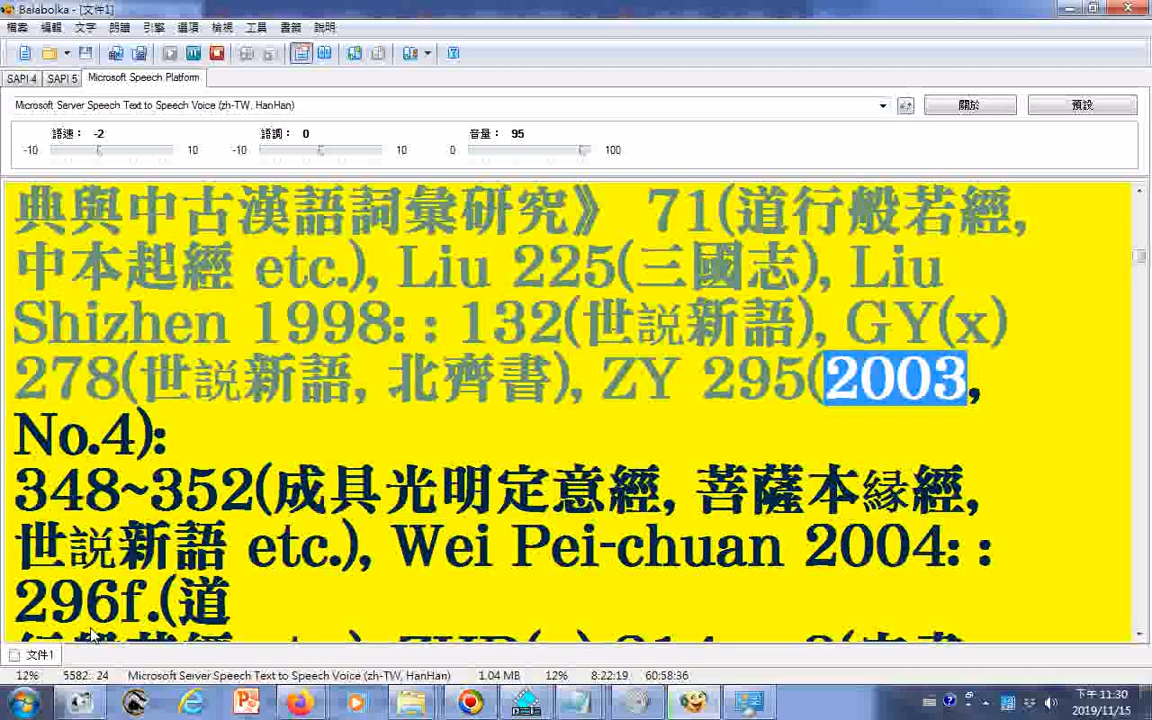 Balabolka - [文件1]
檔案 編輯 文字 朗讀 引擎 選項 檢視 工具 書籤 說明
SAPI 4 SAPI 5 Microsoft Speech Platform
Microsoft Server Speech Text to Speech Voice (zh-TW, HanHan) 關於 預設
語速： -2 語調： 0 音量： 95
-10 10 -10 10 0 100
典與中古漢語詞彙研究》 71(道行般若經,
中本起經 etc.), Liu 225(三國志), Liu
Shizhen 1998: : 132(世説新語), GY(x)
278(世説新語, 北齊書), ZY 295(2003,
No.4):
348~352(成具光明定意經, 菩薩本縁經,
世説新語 etc.), Wei Pei-chuan 2004: :
296f.(道
文件1
12% 5582: 24 Microsoft Server Speech Text to Speech Voice (zh-TW, HanHan) 1.04 MB 12% 8:22:19 60:58:36
下午 11:30
2019/11/15